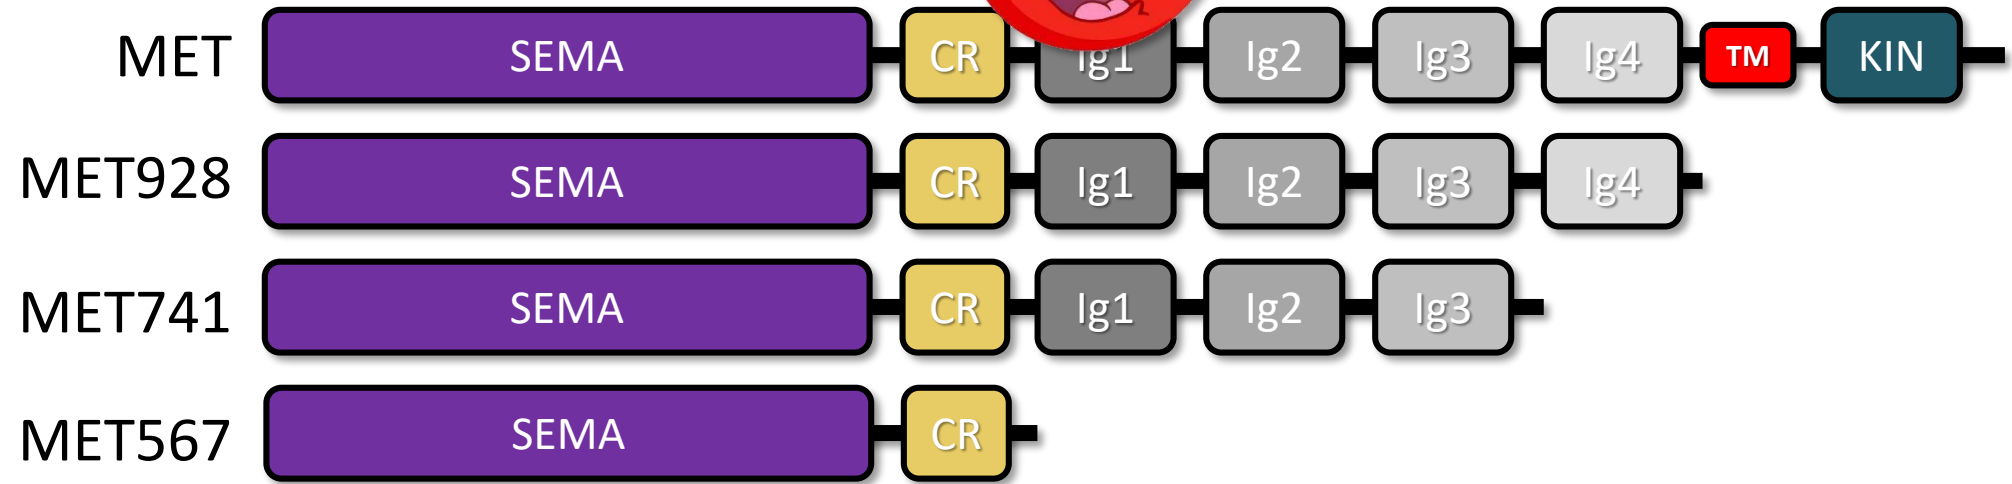 MET SEMA CR Ig1 Ig2 Ig3 Ig4 TM KIN
MET928 SEMA CR Ig1 Ig2 Ig3 Ig4
MET741 SEMA CR Ig1 Ig2 Ig3
MET567 SEMA CR